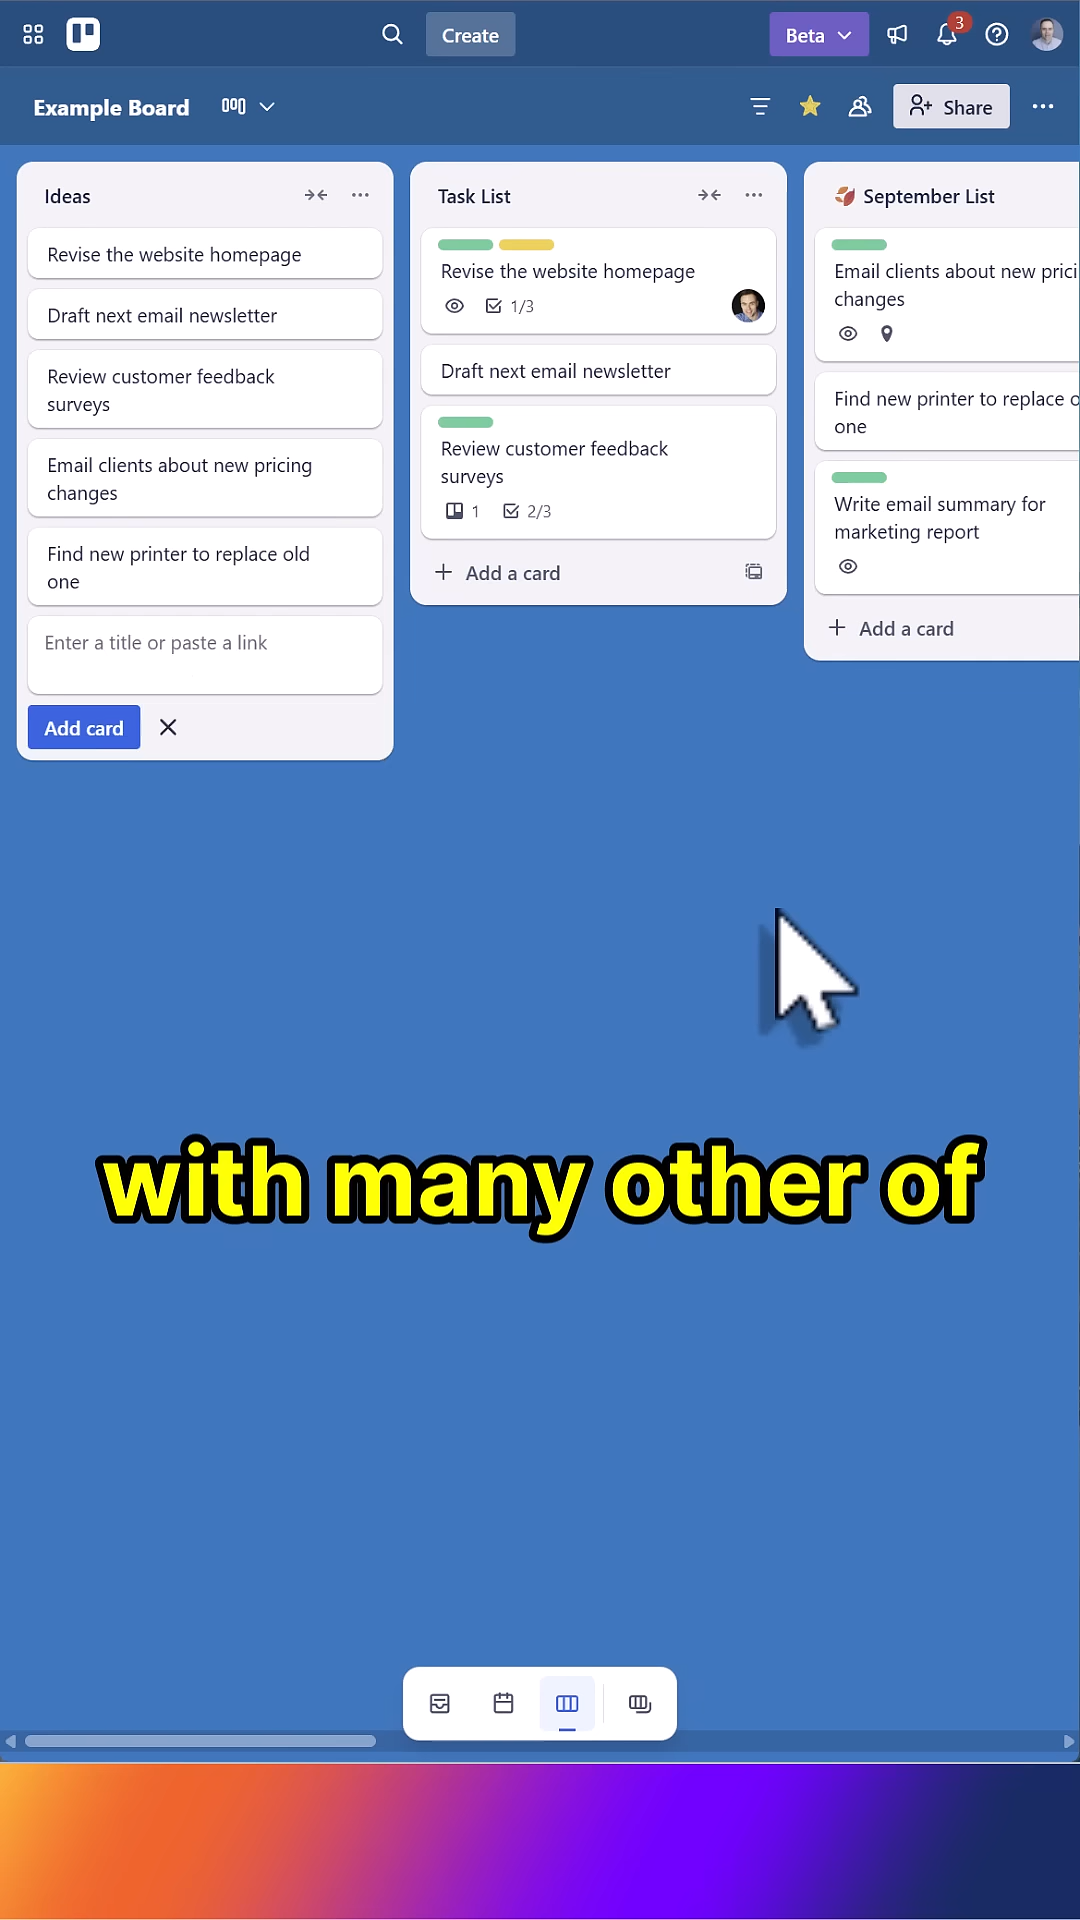 Create
Beta
3
Example Board
Share
Ideas
Revise the website homepage
Draft next email newsletter
Review customer feedback
surveys
Email clients about new pricing
changes
Find new printer to replace old
one
Enter a title or paste a link
Add card
Task List
Revise the website homepage
1/3
Draft next email newsletter
Review customer feedback
surveys
1
2/3
Add a card
September List
Email clients about new prici
changes
Find new printer to replace o
one
Write email summary for
marketing report
Add a card
with many other of